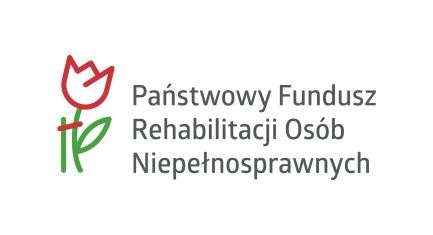 Państwowy Fundusz
Rehabilitacji Osób
Niepełnosprawnych